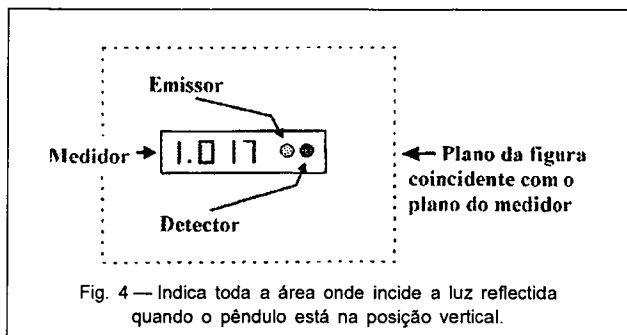 Emissor
Medidor
1.017
Plano da figura
coincidente com o
plano do medidor
Detector
Fig. 4 — Indica toda a área onde incide a luz reflectida
quando o pêndulo está na posição vertical.